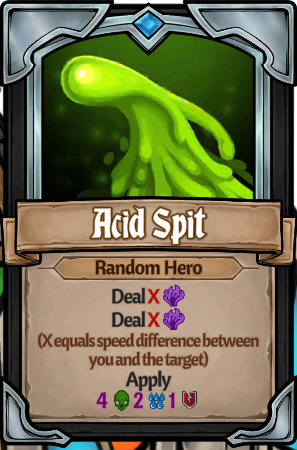 Acid Spit
Random Hero
Deal X
Deal X
(X equals speed difference between
you and the target)
Apply
4 2 1